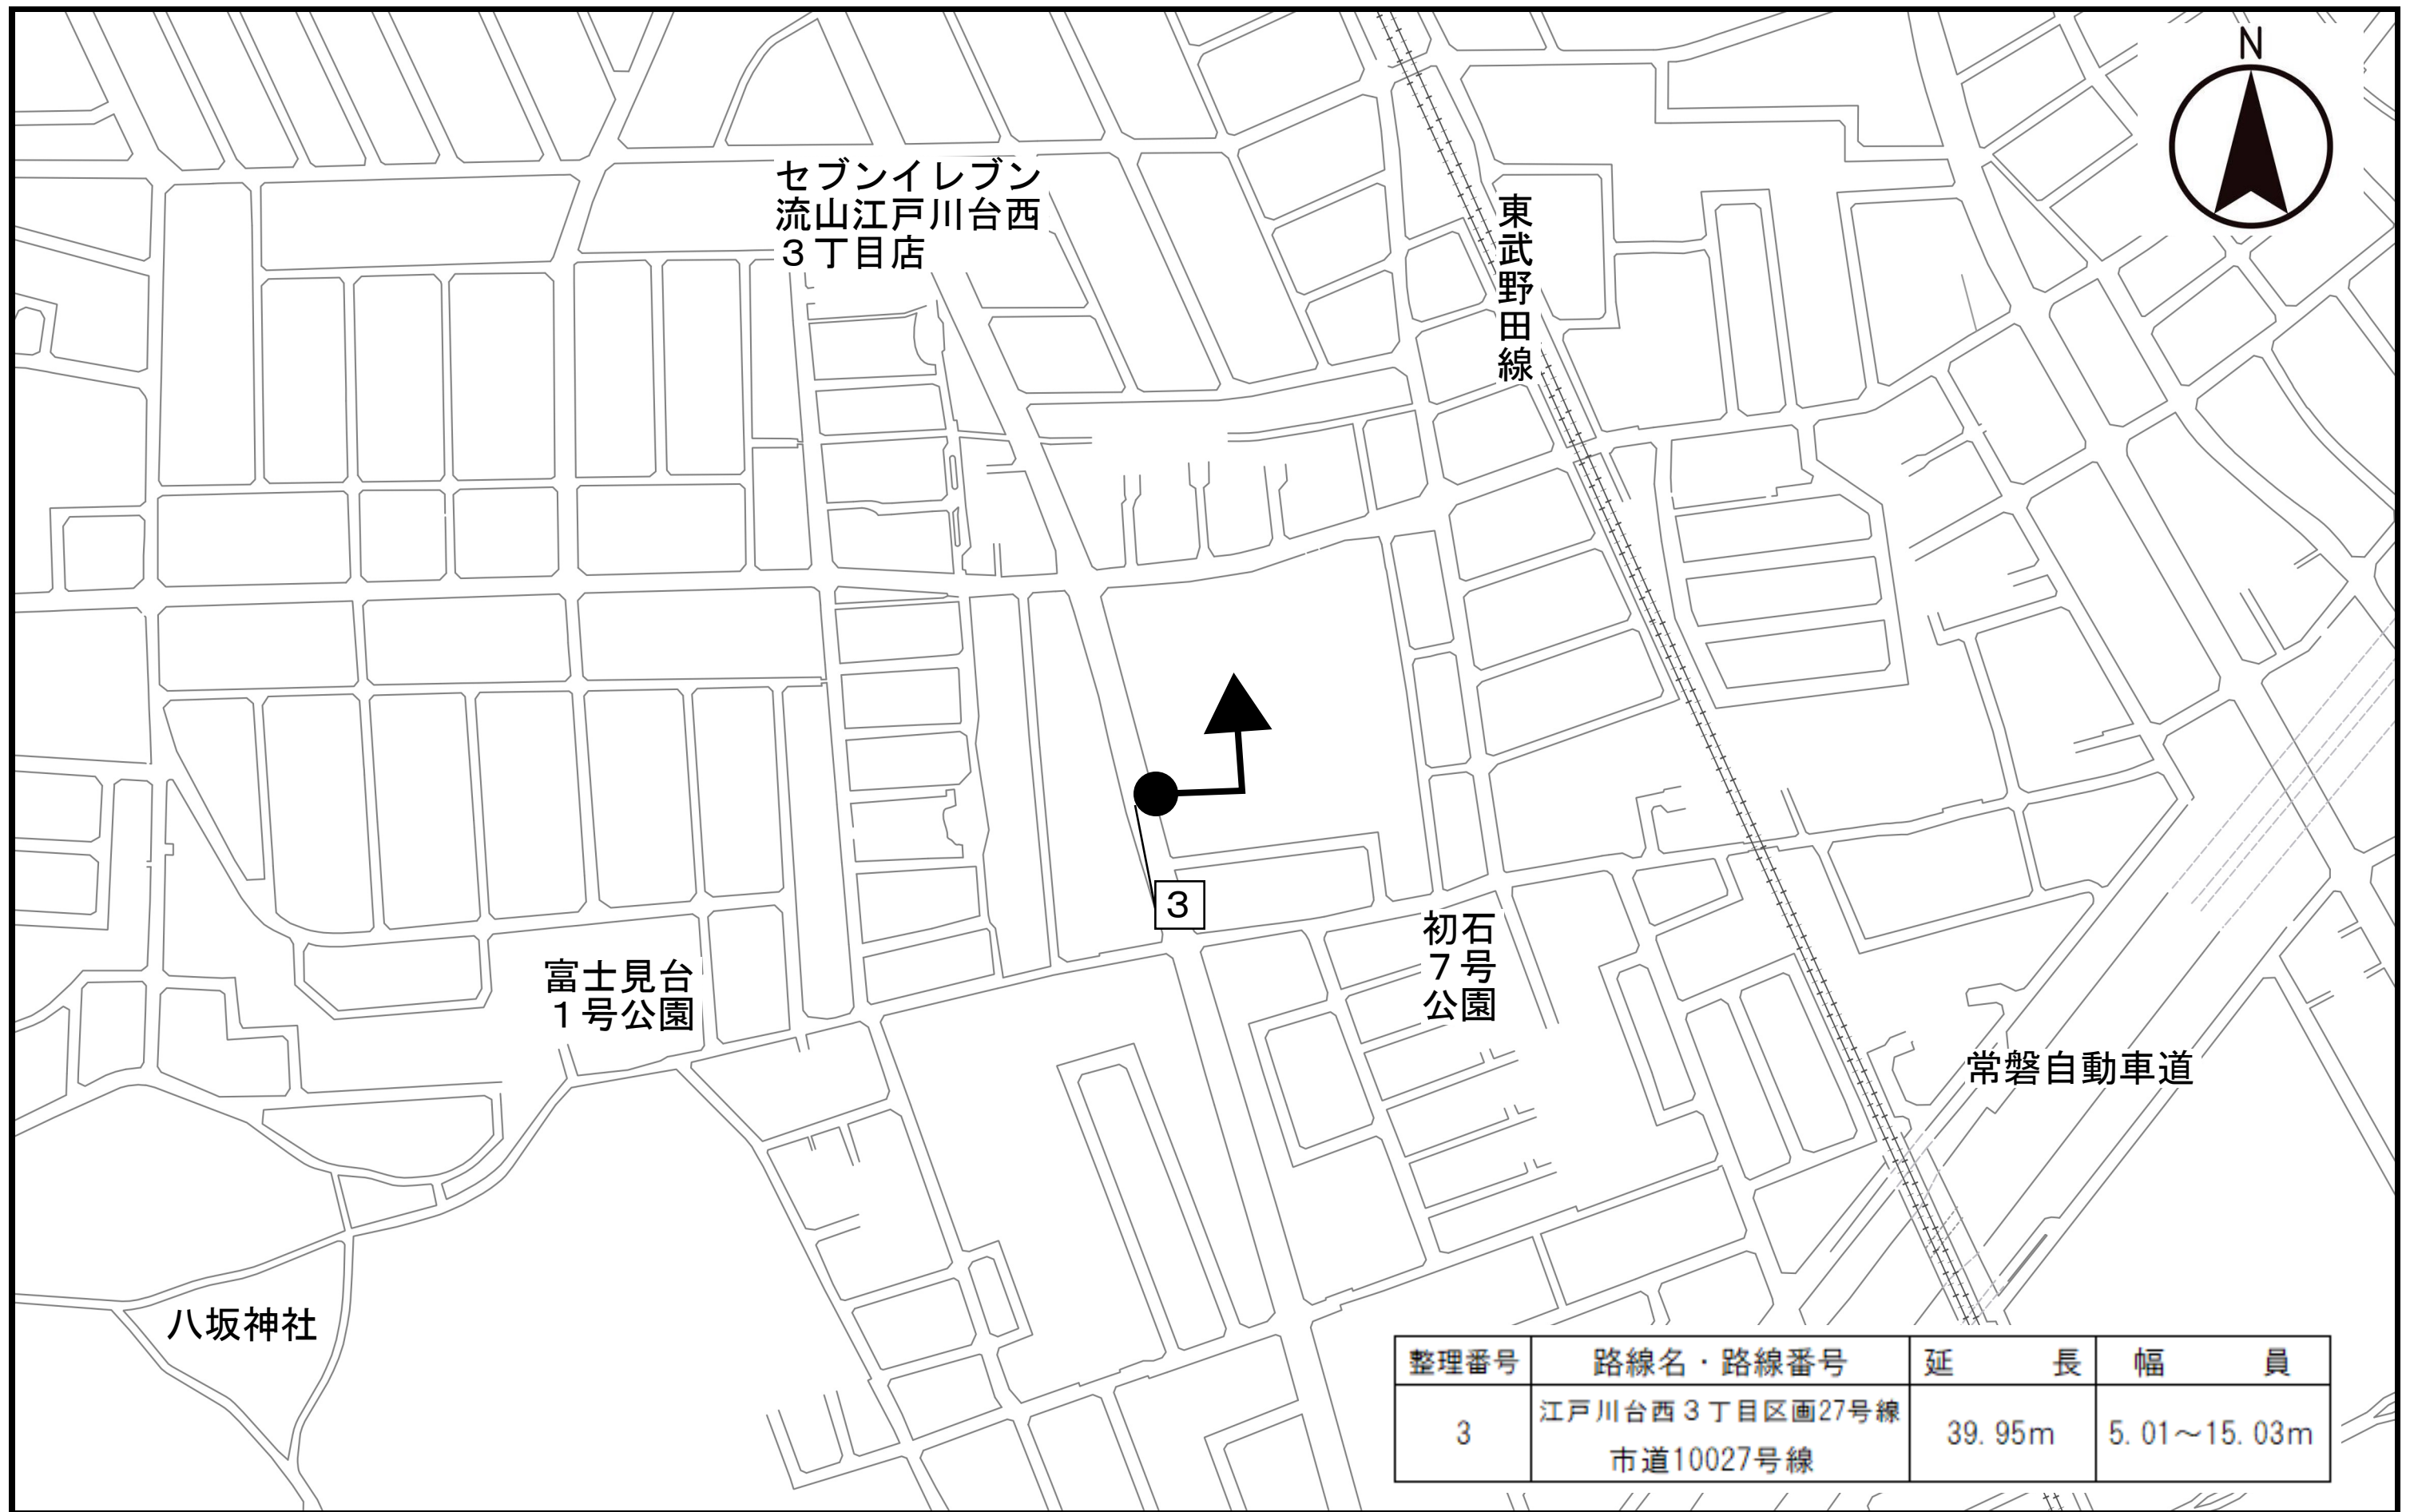 N
セブンイレブン
流山江戸川台西
３丁目店
東武野田線
3
初石
７号
公園
富士見台
１号公園
常磐自動車道
八坂神社
整理番号 路線名・路線番号 延長 幅員
3 江戸川台西３丁目区画27号線 39.95m 5.01～15.03m
市道10027号線